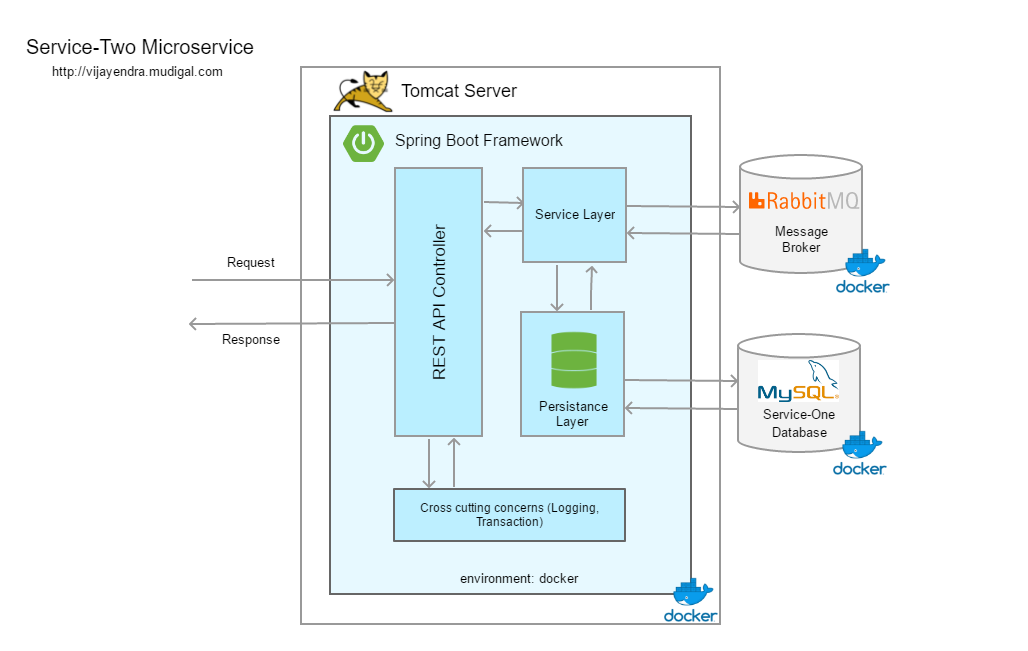 Service-Two Microservice
http://vijayendra.mudigal.com
Tomcat Server
Spring Boot Framework
REST API Controller
Service Layer
RabbitMQ
Message
Broker
docker
Request
Response
Persistance
Layer
MySQL
Service-One
Database
docker
Cross cutting concerns (Logging,
Transaction)
environment: docker
docker